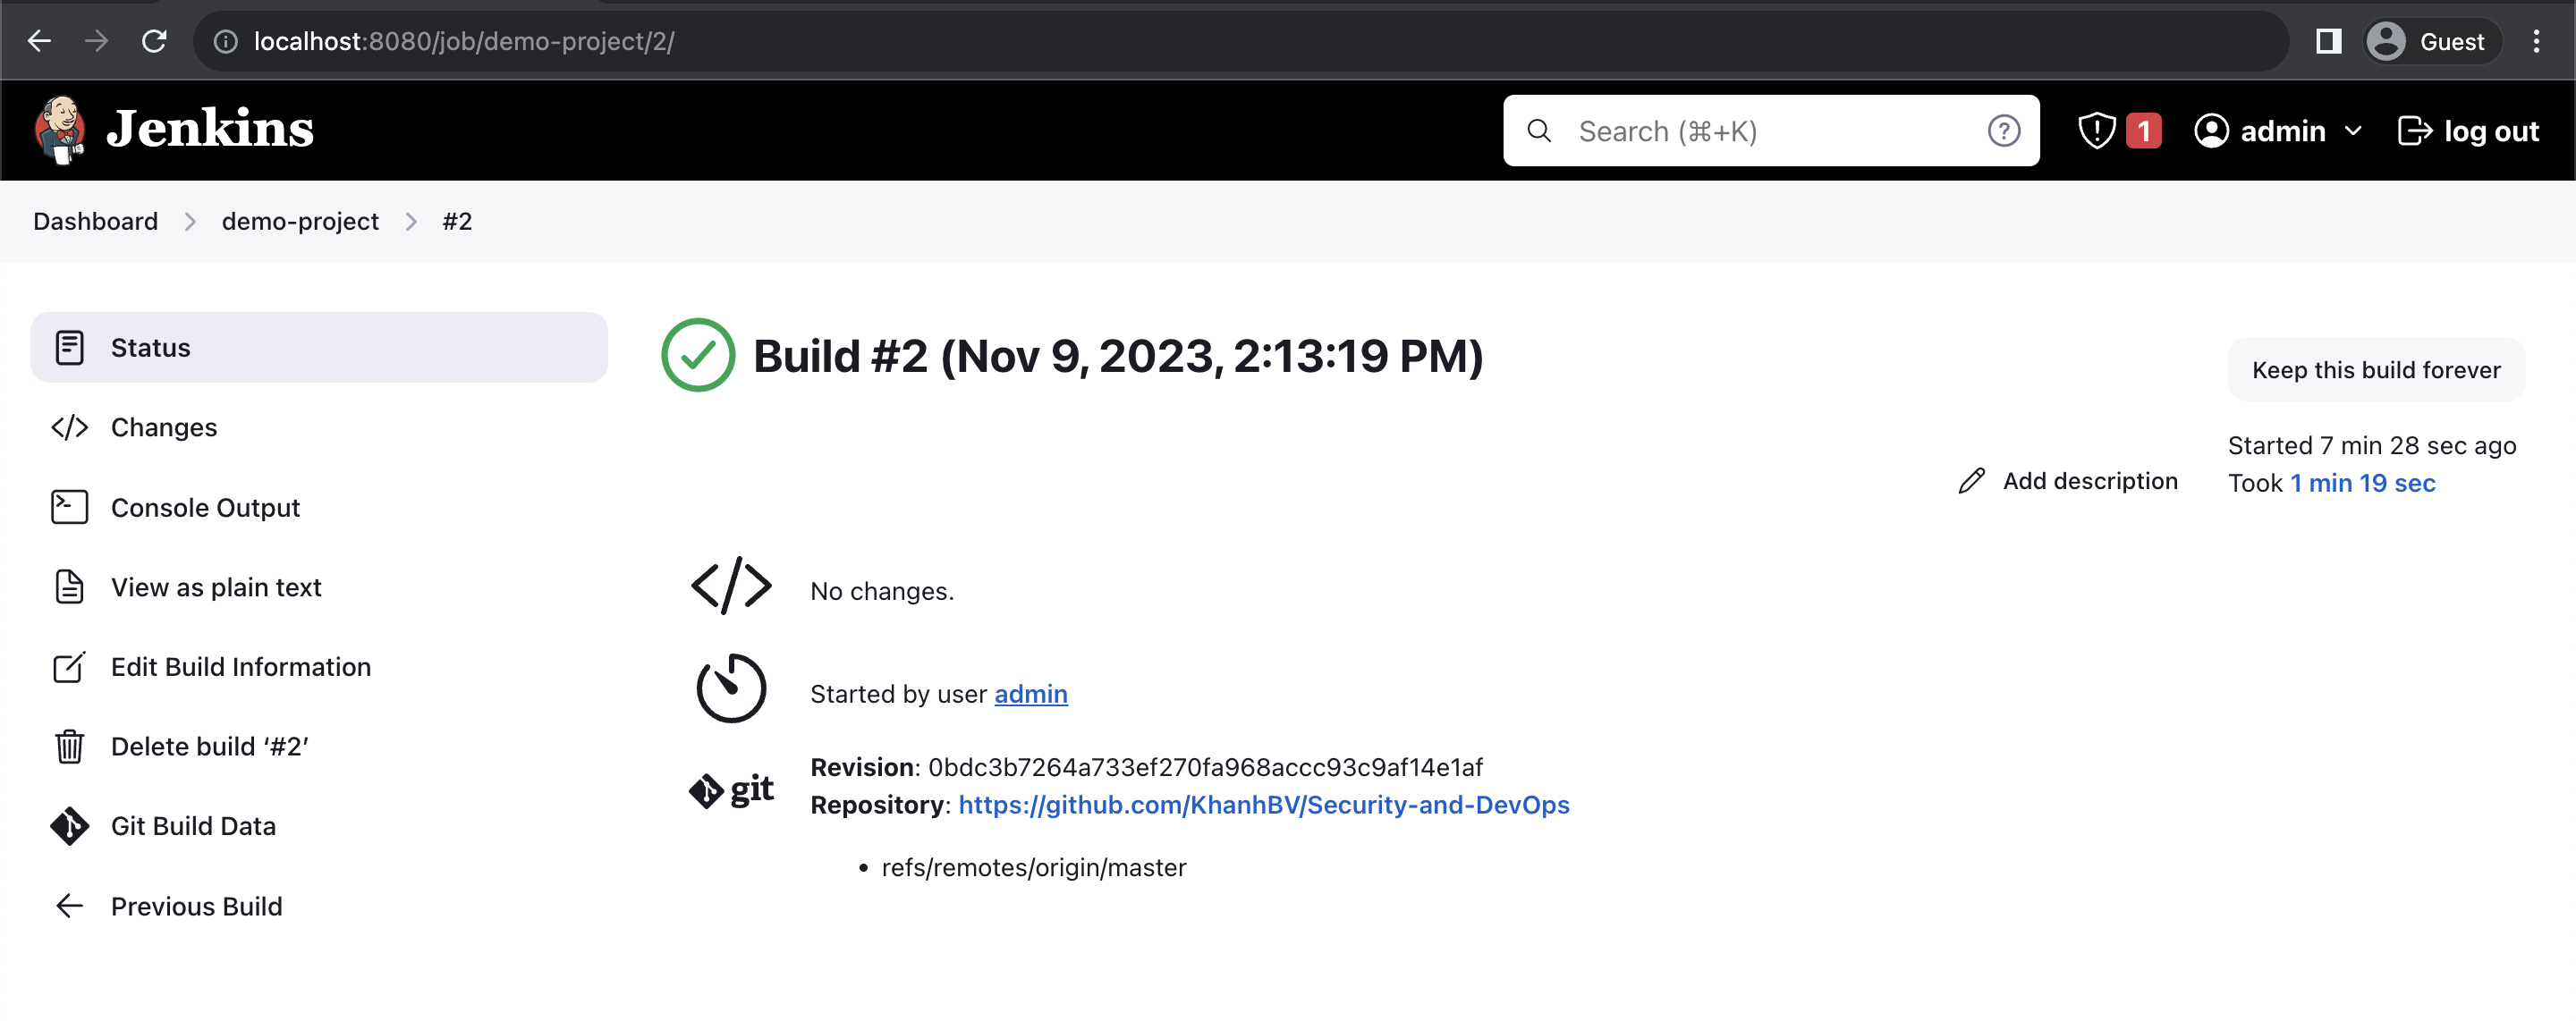 localhost:8080/job/demo-project/2/
Guest
Jenkins
Search (⌘+K)
1
admin
log out
Dashboard
demo-project
#2
Status
Changes
Console Output
View as plain text
Edit Build Information
Delete build ‘#2’
Git Build Data
Previous Build
Build #2 (Nov 9, 2023, 2:13:19 PM)
Keep this build forever
Started 7 min 28 sec ago
Took 1 min 19 sec
Add description
No changes.
Started by user admin
git
Revision: 0bdc3b7264a733ef270fa968accc93c9af14e1af
Repository: https://github.com/KhanhBV/Security-and-DevOps
• refs/remotes/origin/master